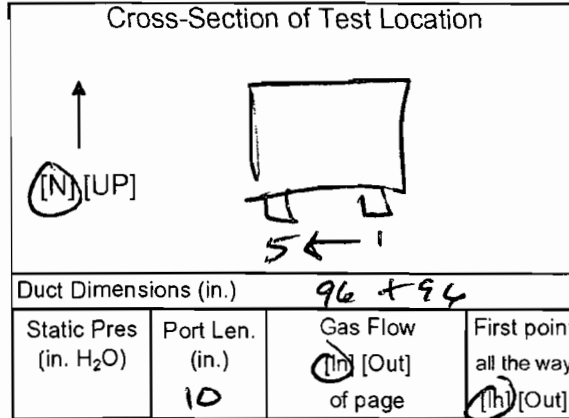 Cross-Section of Test Location
[N] [UP]
5 ← 1
Duct Dimensions (in.) 96 + 96
Static Pres Port Len. Gas Flow First poin
(in. H₂O) (in.) [In] [Out] all the way
10 of page [In] [Out]